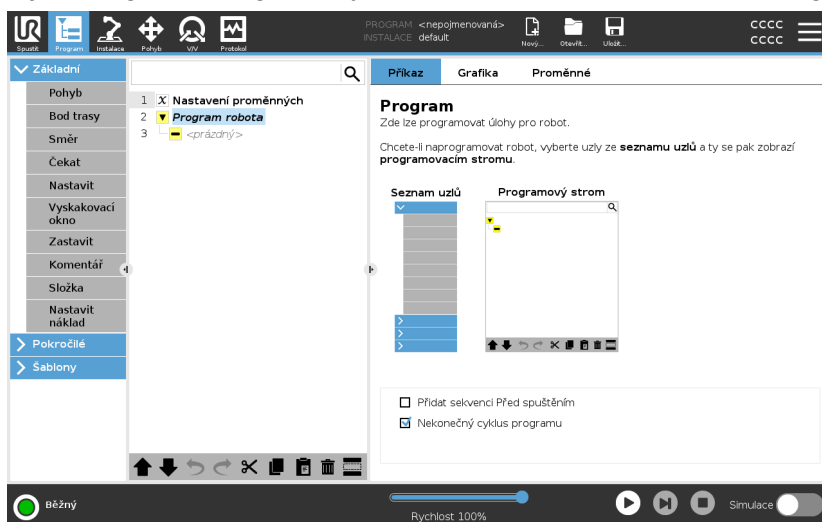 PROGRAM <nepojmenovaná>
INSTALACE default
cccc
cccc
Spustit
Program
Instalace
Pohyb
V/V
Protokol
Nový...
Otevřít...
Uložit...
Základní
Pohyb
Bod trasy
Směr
Čekat
Nastavit
Vyskakovací
okno
Zastavit
Komentář
Složka
Nastavit
náklad
Pokročilé
Šablony
1 X Nastavení proměnných
2 Program robota
3 <prázdný>
Příkaz Grafika Proměnné
Program
Zde lze programovat úlohy pro robot.
Chcete-li naprogramovat robot, vyberte uzly ze seznamu uzlů a ty se pak zobrazí
programovacím stromu.
Seznam uzlů Programový strom
Přidat sekvenci Před spuštěním
Nekonečný cyklus programu
Běžný
Rychlost 100%
Simulace